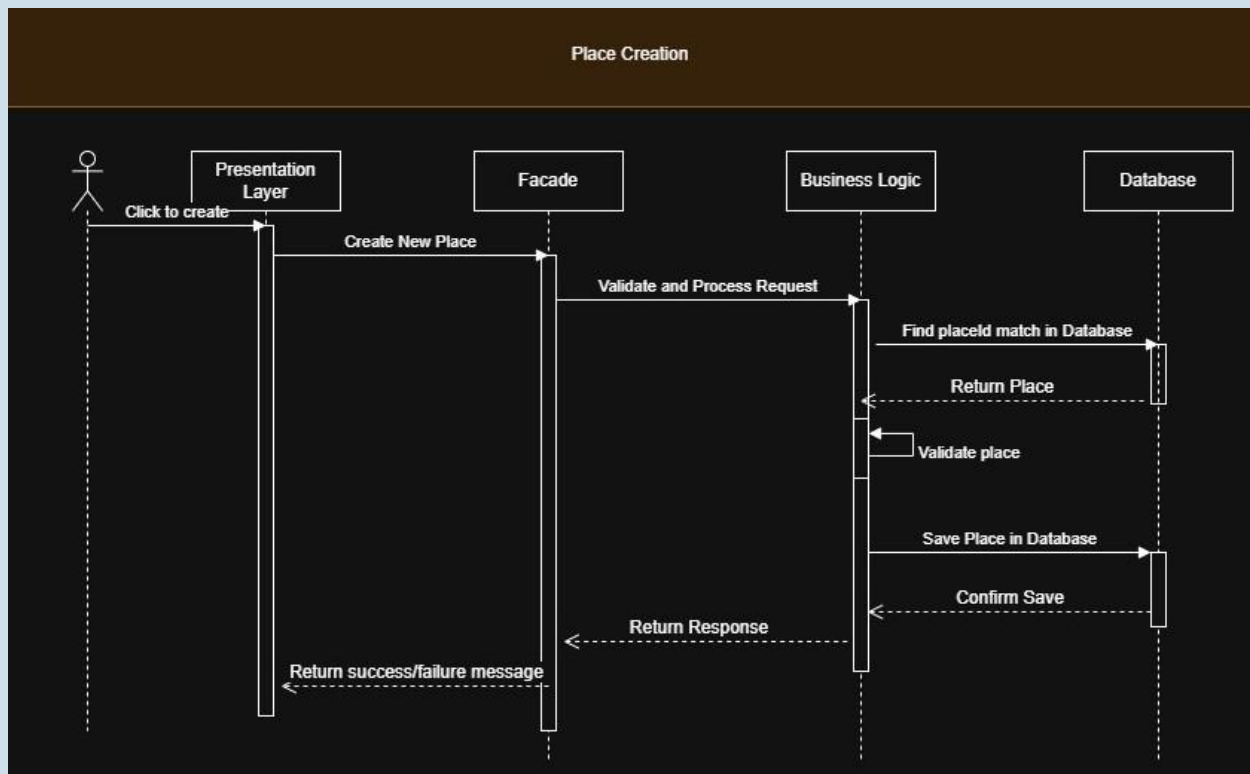 Place Creation
Presentation
Layer
Facade
Business Logic
Database
Click to create
Create New Place
Validate and Process Request
Find placeId match in Database
Return Place
Validate place
Save Place in Database
Confirm Save
Return Response
Return success/failure message